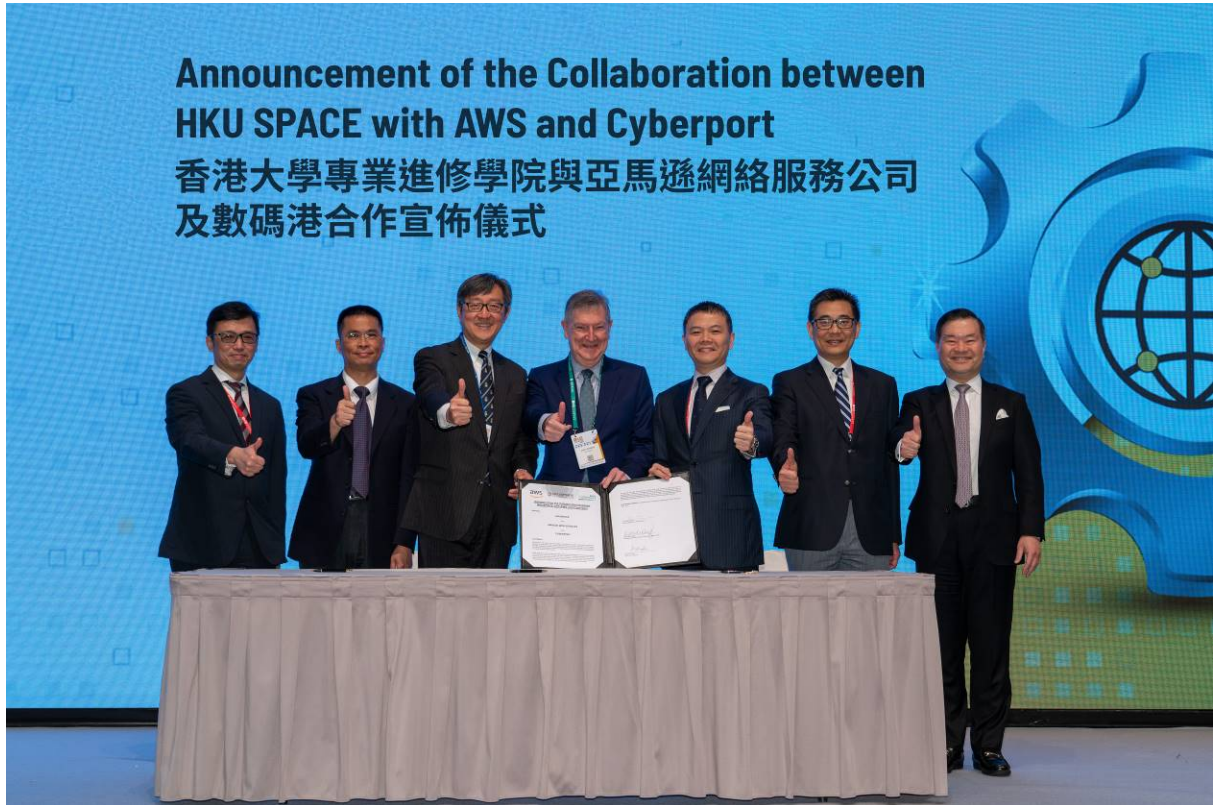 Announcement of the Collaboration between
HKU SPACE with AWS and Cyberport
香港大學專業進修學院與亞馬遜網絡服務公司
及數碼港合作宣佈儀式
aws